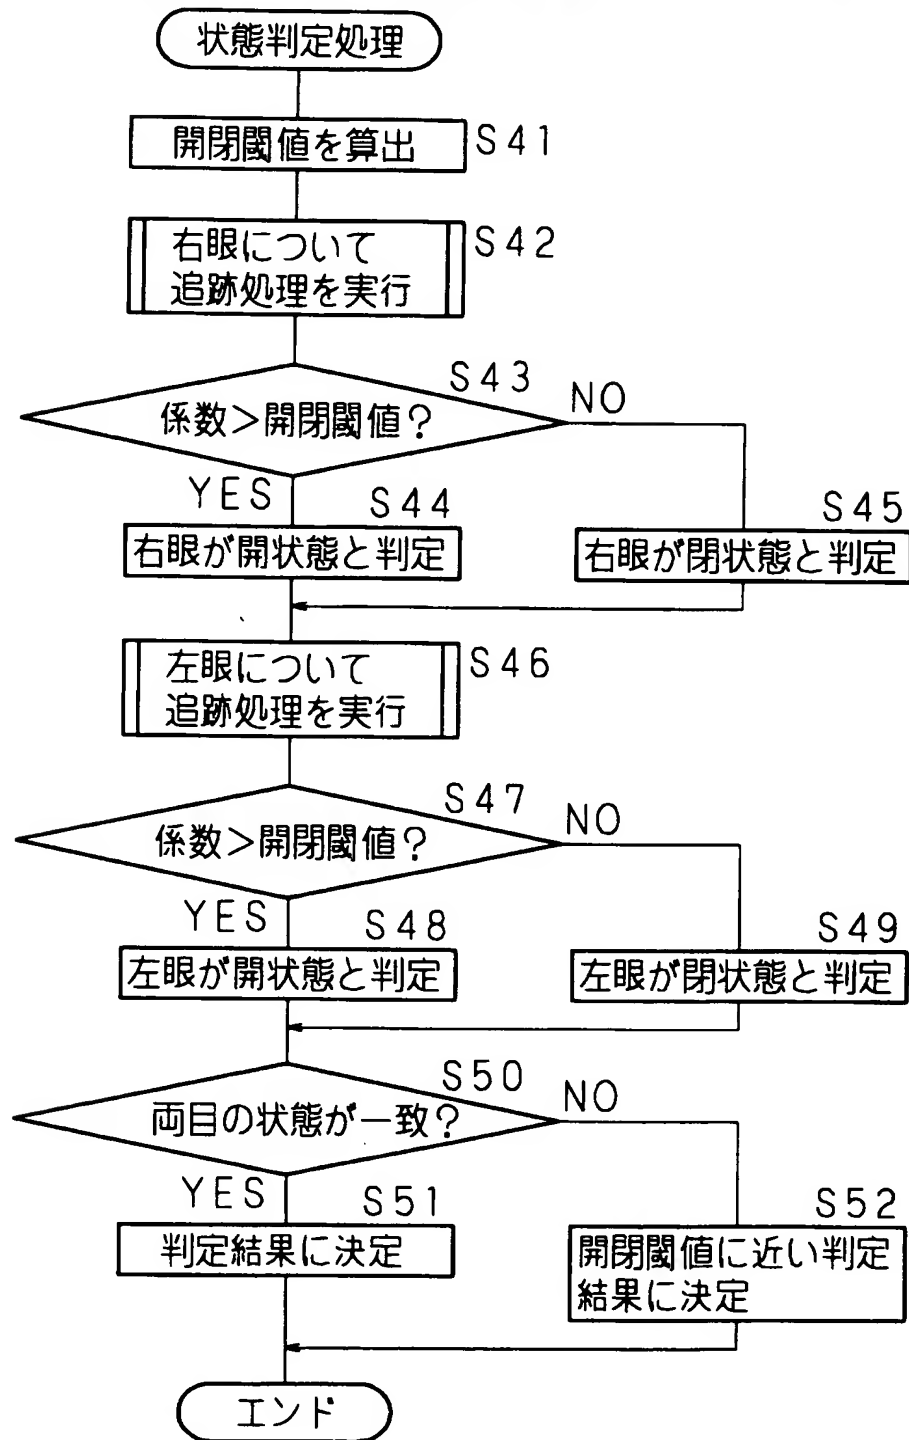 状態判定処理
開閉閾値を算出
S41
右眼について
追跡処理を実行
S42
S43
係数>開閉閾値?
NO
YES
S44
右眼が開状態と判定
S45
右眼が閉状態と判定
左眼について
追跡処理を実行
S46
S47
係数>開閉閾値?
NO
YES
S48
左眼が開状態と判定
S49
左眼が閉状態と判定
S50
両目の状態が一致?
NO
YES
S51
判定結果に決定
S52
開閉閾値に近い判定
結果に決定
エンド